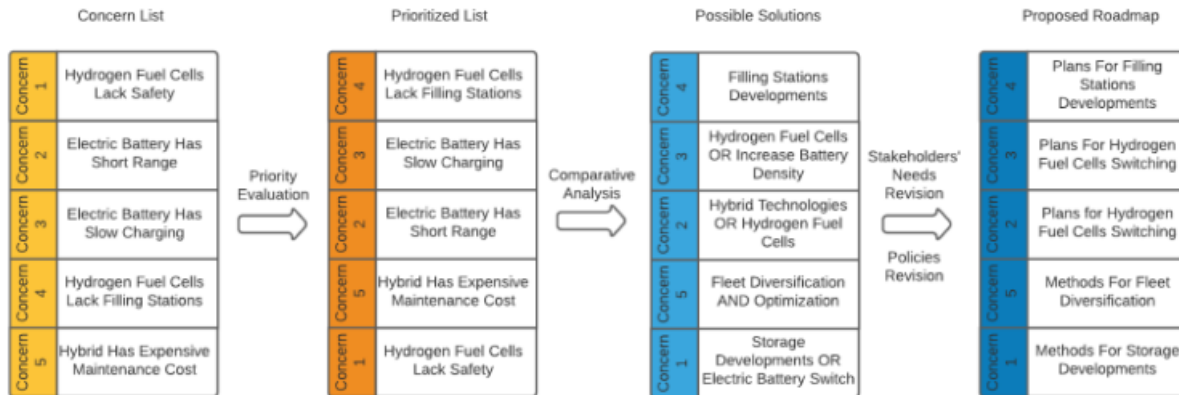 Concern List
Concern 1
Hydrogen Fuel Cells
Lack Safety
Concern 2
Electric Battery Has
Short Range
Concern 3
Electric Battery Has
Slow Charging
Concern 4
Hydrogen Fuel Cells
Lack Filling Stations
Concern 5
Hybrid Has Expensive
Maintenance Cost
Priority
Evaluation
Prioritized List
Concern 4
Hydrogen Fuel Cells
Lack Filling Stations
Concern 3
Electric Battery Has
Slow Charging
Concern 2
Electric Battery Has
Short Range
Concern 5
Hybrid Has Expensive
Maintenance Cost
Concern 1
Hydrogen Fuel Cells
Lack Safety
Comparative
Analysis
Possible Solutions
Concern 4
Filling Stations
Developments
Concern 3
Hydrogen Fuel Cells
OR Increase Battery
Density
Concern 2
Hybrid Technologies
OR Hydrogen Fuel
Cells
Concern 5
Fleet Diversification
AND Optimization
Concern 1
Storage
Developments OR
Electric Battery Switch
Stakeholders'
Needs
Revision
Policies
Revision
Proposed Roadmap
Concern 4
Plans For Filling
Stations
Developments
Concern 3
Plans For Hydrogen
Fuel Cells Switching
Concern 2
Plans for Hydrogen
Fuel Cells Switching
Concern 5
Methods For Fleet
Diversification
Concern 1
Methods For Storage
Developments